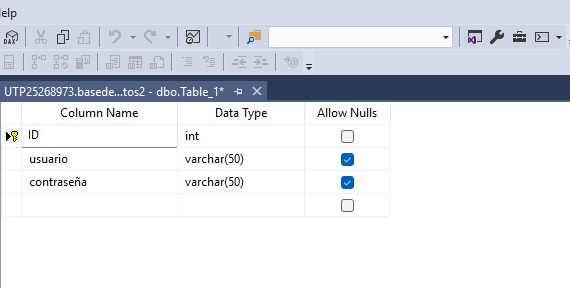 elp
DAX
UTP25268973.basede...tos2 - dbo.Table_1*
Column Name Data Type Allow Nulls
ID int
usuario varchar(50)
contraseña varchar(50)